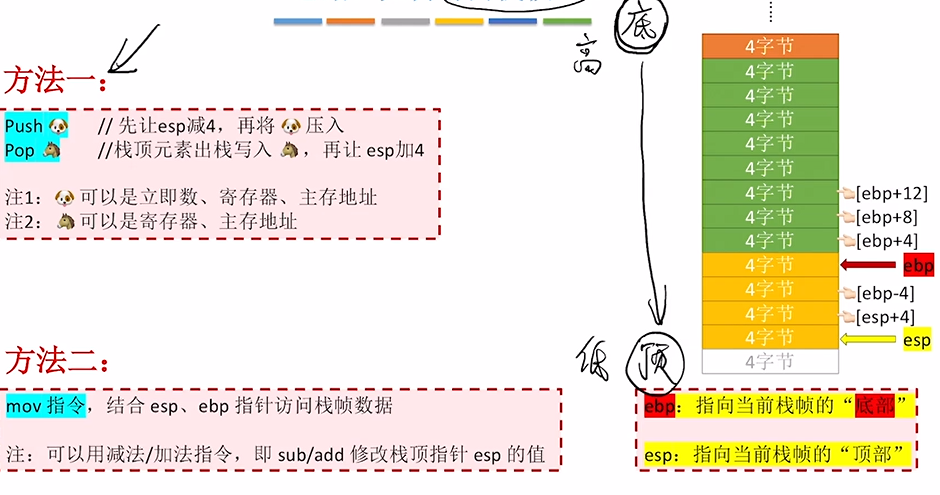 底
高
方法一：
Push 🐶 // 先让esp减4，再将 🐶 压入
Pop 🐴 //栈顶元素出栈写入 🐴，再让 esp加4
注1：🐶 可以是立即数、寄存器、主存地址
注2：🐴 可以是寄存器、主存地址
4字节
4字节
4字节
4字节
4字节
4字节
4字节 [ebp+12]
4字节 [ebp+8]
4字节 [ebp+4]
4字节 ebp
4字节 [ebp-4]
4字节 [esp+4]
4字节 esp
4字节
低
顶
方法二：
mov 指令，结合 esp、ebp 指针访问栈帧数据
注：可以用减法/加法指令，即 sub/add 修改栈顶指针 esp 的值
ebp：指向当前栈帧的“底部”
esp：指向当前栈帧的“顶部”